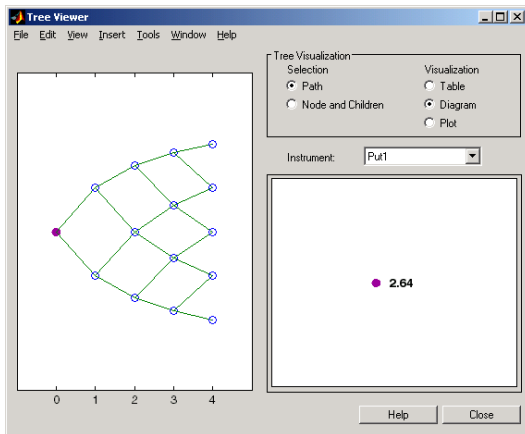 Tree Viewer
File Edit View Insert Tools Window Help
Tree Visualization
Selection
Visualization
Path
Table
Node and Children
Diagram
Plot
Instrument: Put1
2.64
0 1 2 3 4
Help Close